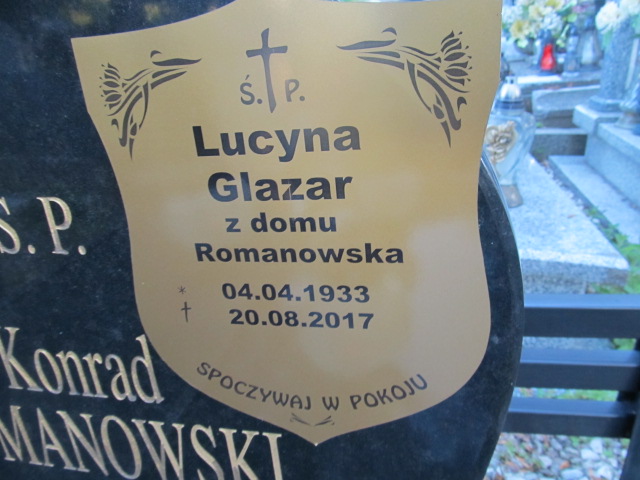 Ś. P.
Lucyna
Glazar
z domu
Romanowska
* 04.04.1933
† 20.08.2017
SPOCZYWAJ W POKOJU
Ś. P.
Konrad
MANOWSKI